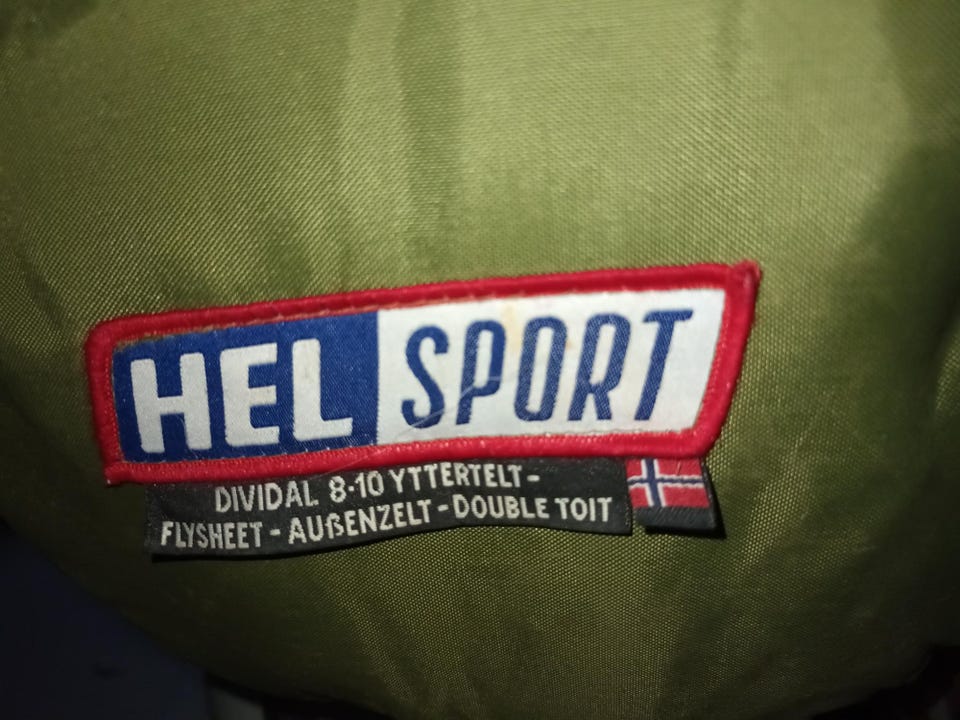 HEL SPORT
DIVIDAL 8-10 YTTERTELT-
FLYSHEET - AUßENZELT - DOUBLE TOIT